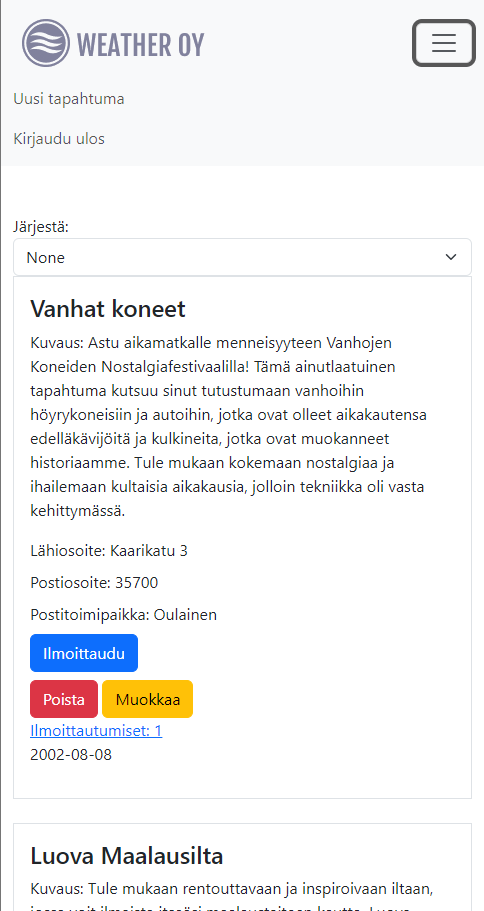 WEATHER OY
Uusi tapahtuma
Kirjaudu ulos
Järjestä:
None
Vanhat koneet
Kuvaus: Astu aikamatkalle menneisyyteen Vanhojen
Koneiden Nostalgiafestivaalilla! Tämä ainutlaatuinen
tapahtuma kutsuu sinut tutustumaan vanhoihin
höyrykoneisiin ja autoihin, jotka ovat olleet aikakautensa
edelläkävijöitä ja kulkineita, jotka ovat muokanneet
historiaamme. Tule mukaan kokemaan nostalgiaa ja
ihailemaan kultaisia aikakausia, jolloin tekniikka oli vasta
kehittymässä.
Lähiosoite: Kaarikatu 3
Postiosoite: 35700
Postitoimipaikka: Oulainen
Ilmoittaudu
Poista Muokkaa
Ilmoittautumiset: 1
2002-08-08
Luova Maalausilta
Kuvaus: Tule mukaan rentouttavaan ja inspiroivaan iltaan,